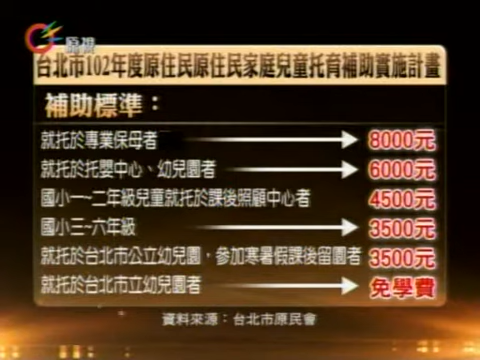 原視
台北市102年度原住民原住民家庭兒童托育補助實施計畫
補助標準：
就托於專業保母者 8000元
就托於托嬰中心、幼兒園者 6000元
國小一~二年級兒童就托於課後照顧中心者 4500元
國小三~六年級 3500元
就托於台北市公立幼兒園，參加寒暑假課後留園者 3500元
就托於台北市立幼兒園者 免學費
資料來源：台北市原民會